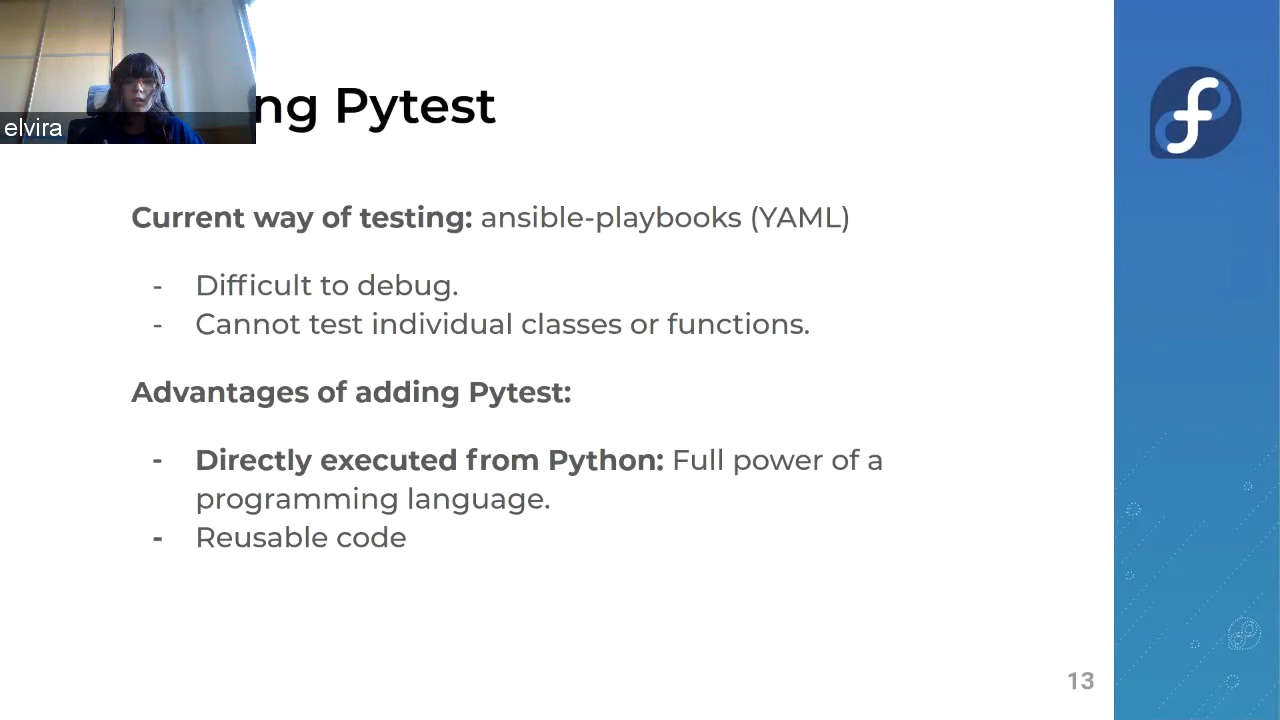 elvira
ng Pytest
Current way of testing: ansible-playbooks (YAML)
- Difficult to debug.
- Cannot test individual classes or functions.
Advantages of adding Pytest:
- Directly executed from Python: Full power of a
programming language.
- Reusable code
13